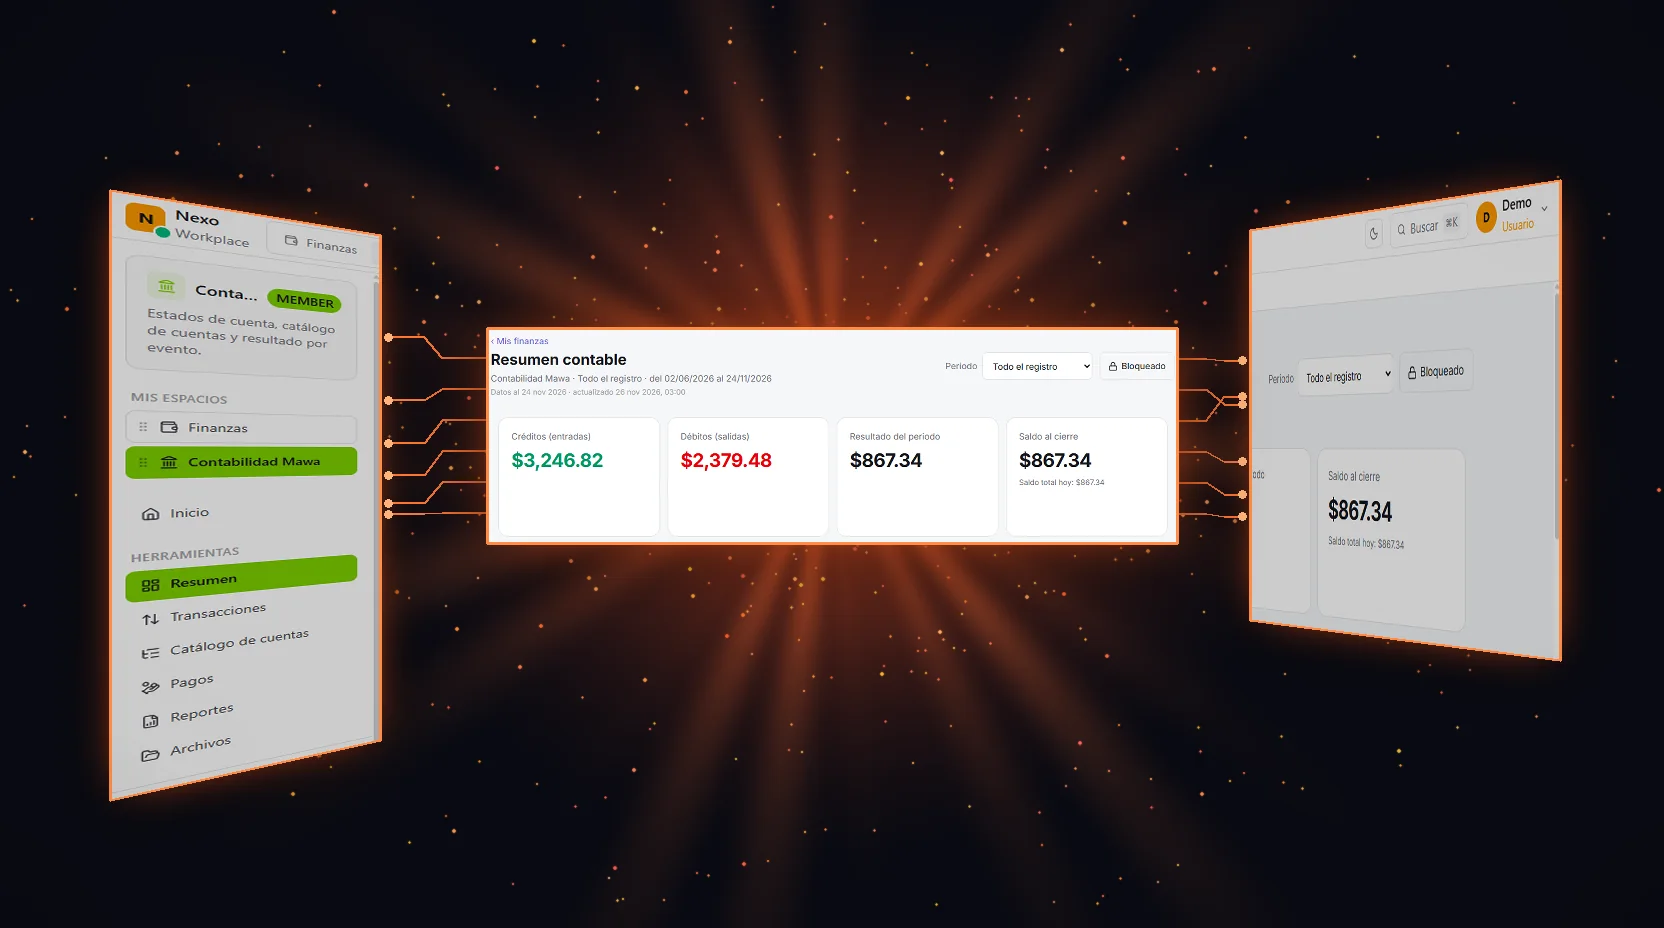 N
Nexo
Workplace
Finanzas
Conta...
MEMBER
Estados de cuenta, catálogo
de cuentas y resultado por
evento.
MIS ESPACIOS
Finanzas
Contabilidad Mawa
Inicio
HERRAMIENTAS
Resumen
Transacciones
Catálogo de cuentas
Pagos
Reportes
Archivos
‹ Mis finanzas
Resumen contable
Contabilidad Mawa · Todo el registro · del 02/06/2026 al 24/11/2026
Datos al 24 nov 2026 · actualizado 26 nov 2026, 03:00
Periodo
Todo el registro
Bloqueado
Créditos (entradas)
$3,246.82
Débitos (salidas)
$2,379.48
Resultado del periodo
$867.34
Saldo al cierre
$867.34
Saldo total hoy: $867.34
Buscar ⌘K
D
Demo
Usuario
Periodo
Todo el registro
Bloqueado
odo
Saldo al cierre
$867.34
Saldo total hoy: $867.34